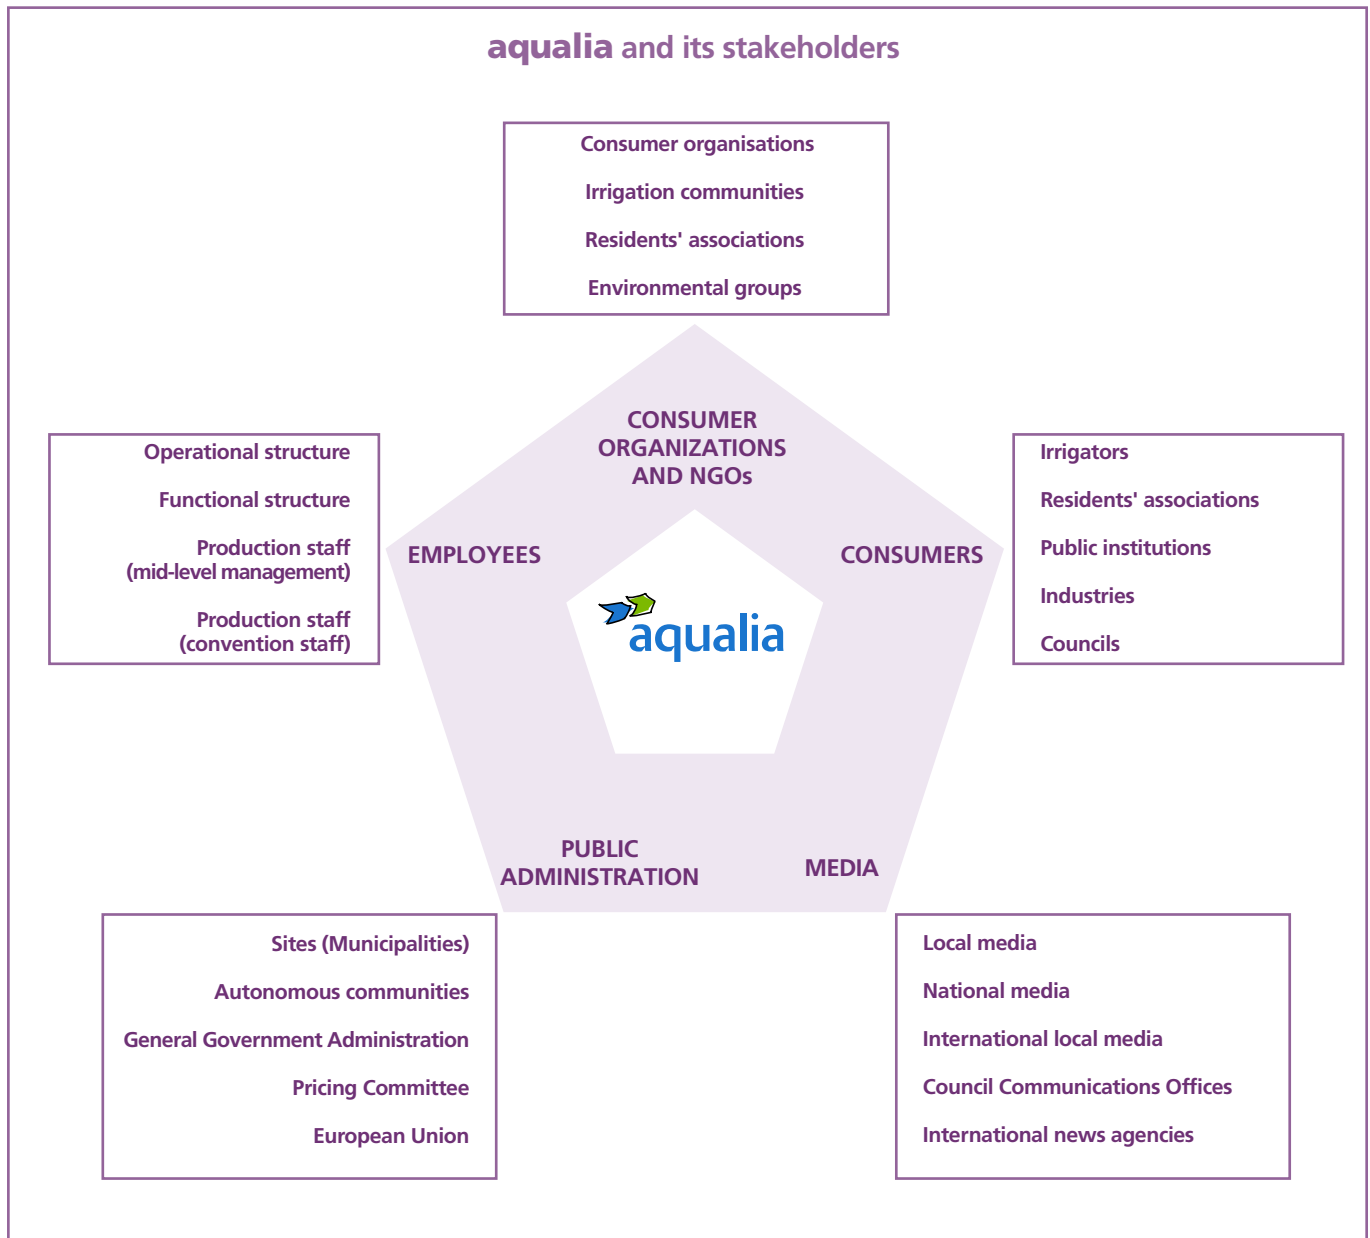 aqualia and its stakeholders
Consumer organisations
Irrigation communities
Residents' associations
Environmental groups
CONSUMER
ORGANIZATIONS
AND NGOs
Operational structure
Functional structure
Production staff
(mid-level management)
Production staff
(convention staff)
EMPLOYEES
CONSUMERS
Irrigators
Residents' associations
Public institutions
Industries
Councils
aqualia
PUBLIC
ADMINISTRATION
MEDIA
Sites (Municipalities)
Autonomous communities
General Government Administration
Pricing Committee
European Union
Local media
National media
International local media
Council Communications Offices
International news agencies